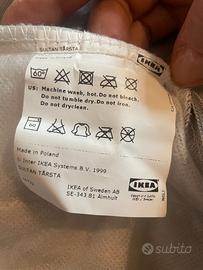 SULTAN TÅRSTA
IKEA
60°
US: Machine wash, hot. Do not bleach.
Do not tumble dry. Do not iron.
Do not dryclean.
60
Made in Poland
© Inter IKEA Systems B.V. 1999
SULTAN TÅRSTA
IKEA of Sweden AB
SE-343 81 Älmhult
IKEA
subito